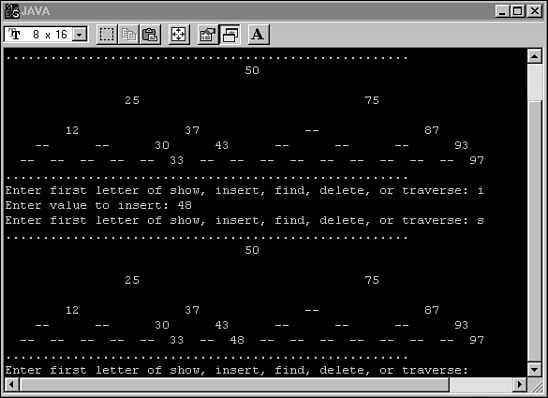 JAVA
8 x 16 A
......................................................
50
25 75
12 37 -- 87
-- -- 30 43 -- -- -- 93
-- -- -- -- -- 33 -- -- -- -- -- -- -- -- -- 97
......................................................
Enter first letter of show, insert, find, delete, or traverse: i
Enter value to insert: 48
Enter first letter of show, insert, find, delete, or traverse: s
......................................................
50
25 75
12 37 -- 87
-- -- 30 43 -- -- -- 93
-- -- -- -- -- 33 -- 48 -- -- -- -- -- -- -- 97
......................................................
Enter first letter of show, insert, find, delete, or traverse: